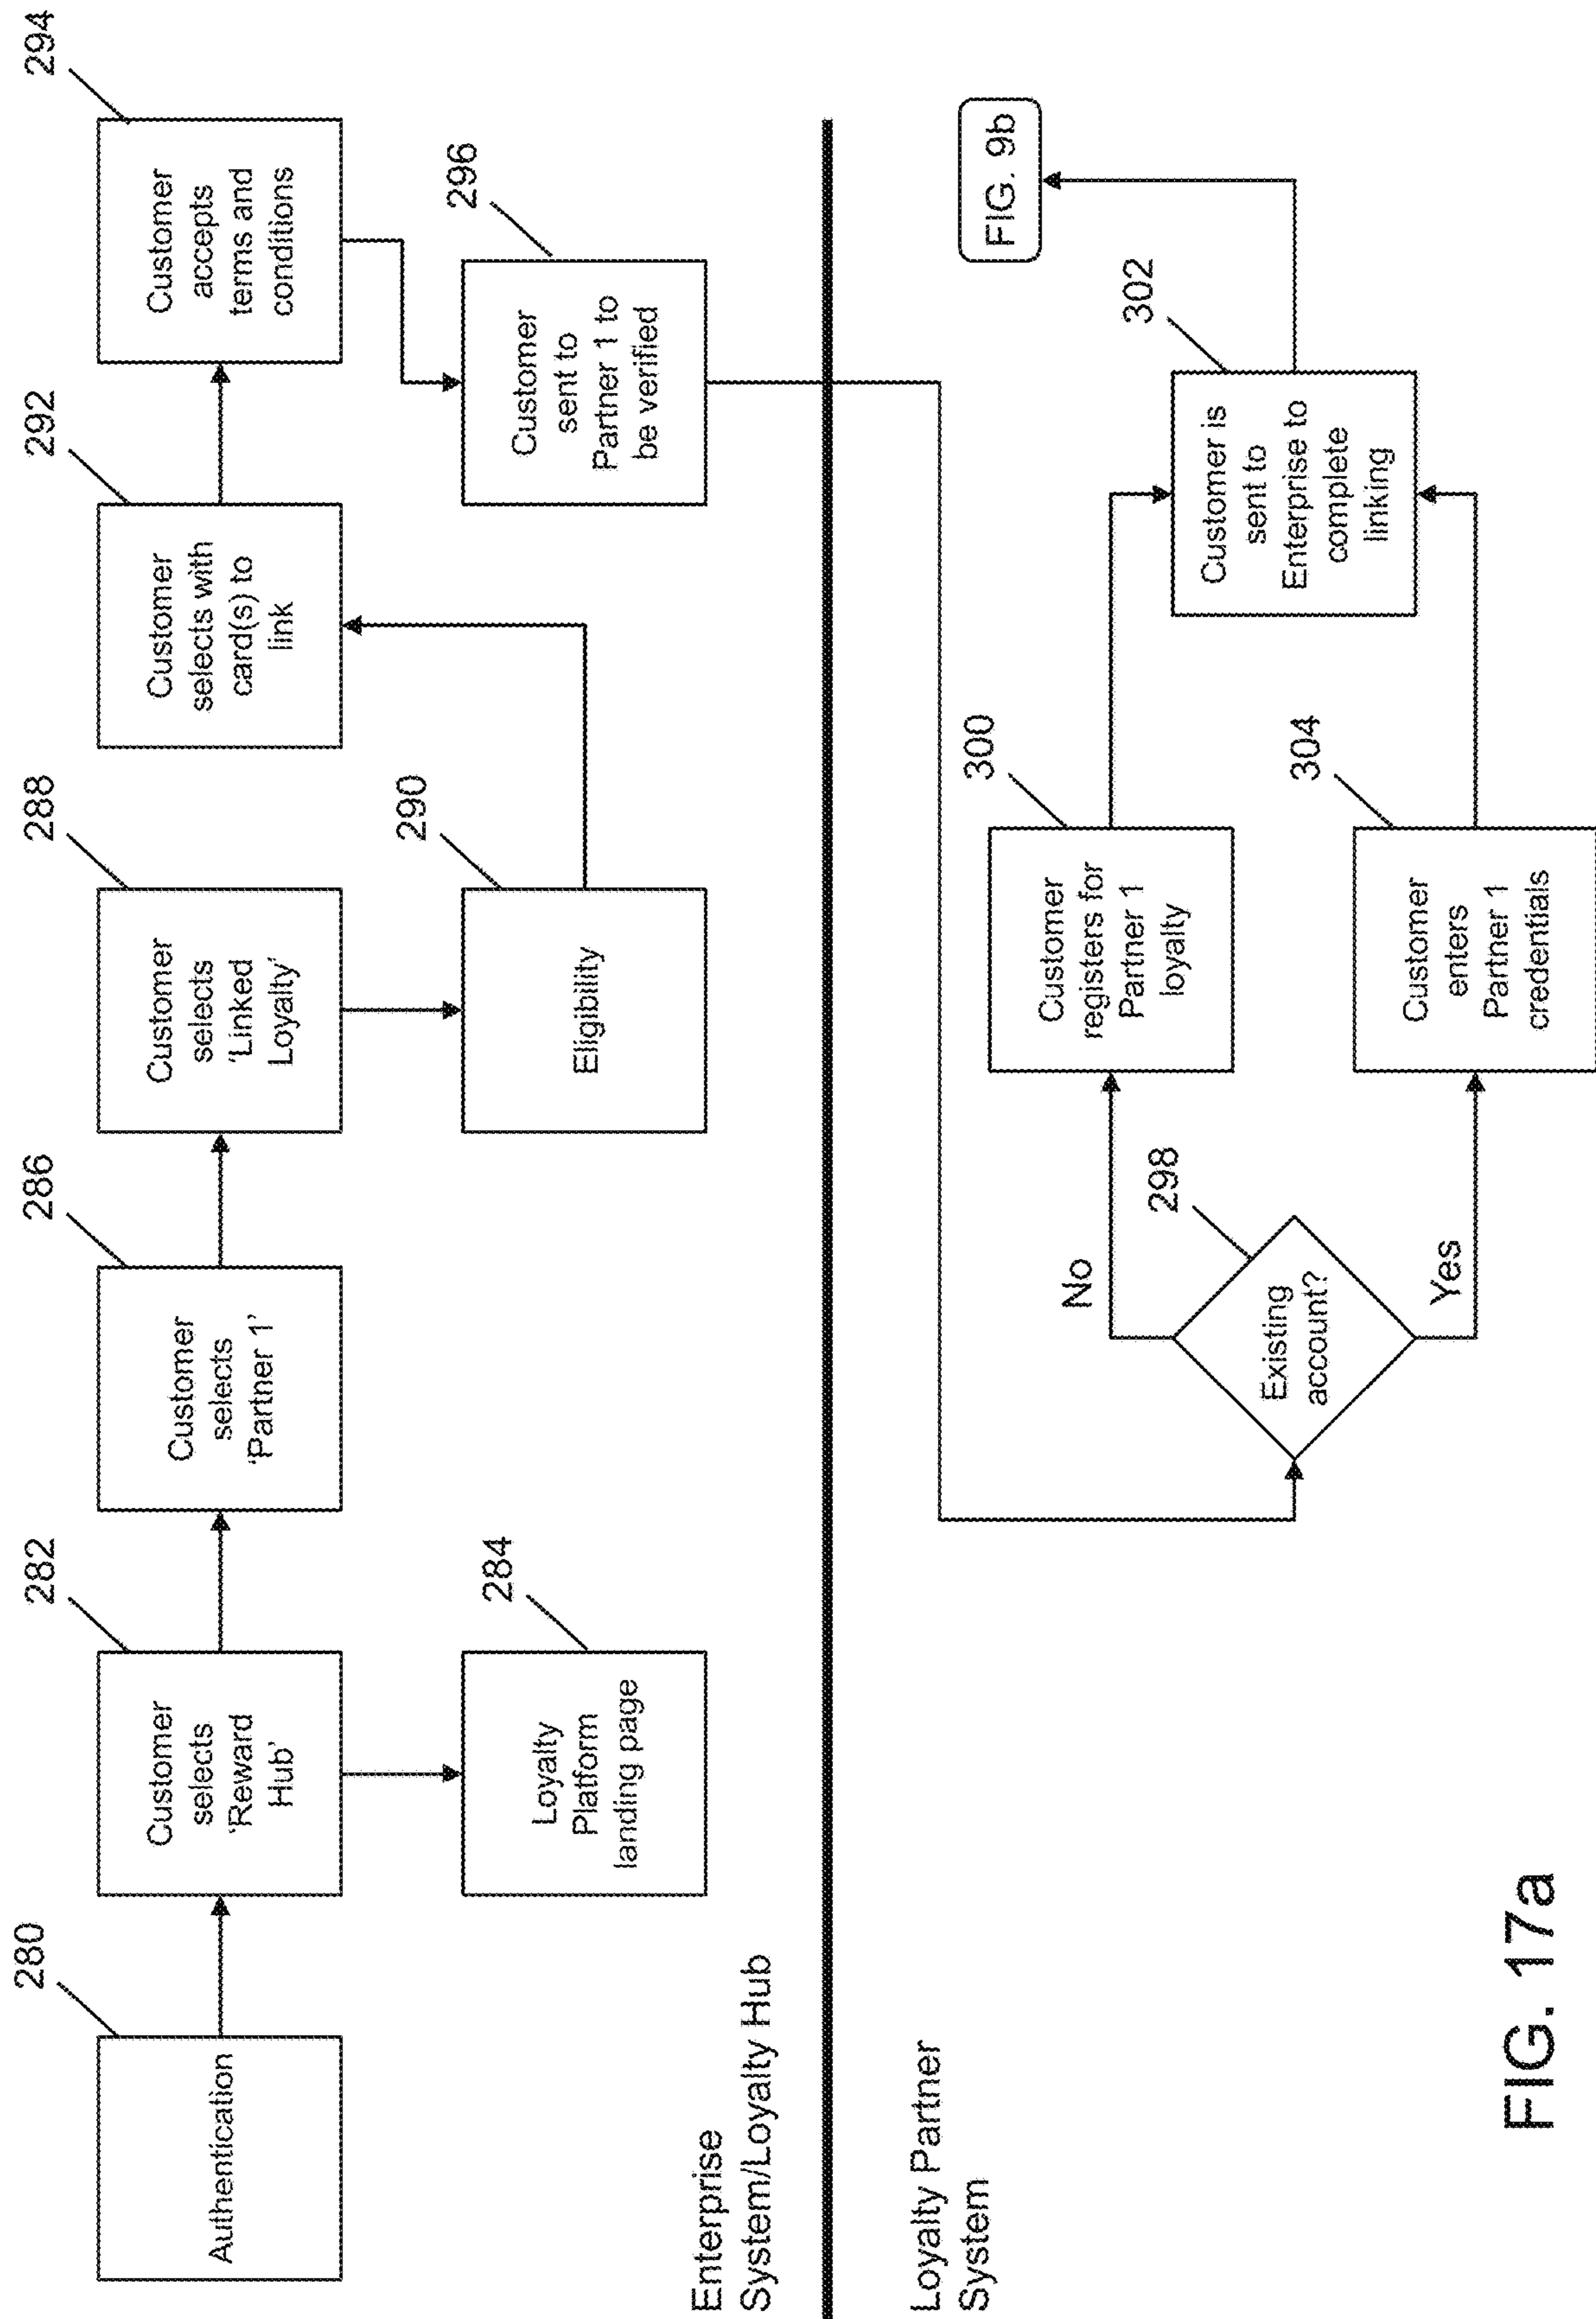 280
Authentication
282
Customer
selects
‘Reward
Hub’
284
Loyalty
Platform
landing page
286
Customer
selects
‘Partner 1’
288
Customer
selects
‘Linked
Loyalty’
290
Eligibility
292
Customer
selects with
card(s) to
link
294
Customer
accepts
terms and
conditions
296
Customer
sent to
Partner 1 to
be verified
Enterprise
System/Loyalty Hub
Loyalty Partner
System
298
Existing
account?
No
Yes
300
Customer
registers for
Partner 1
loyalty
304
Customer
enters
Partner 1
credentials
302
Customer is
sent to
Enterprise to
complete
linking
FIG. 9b
FIG. 17a